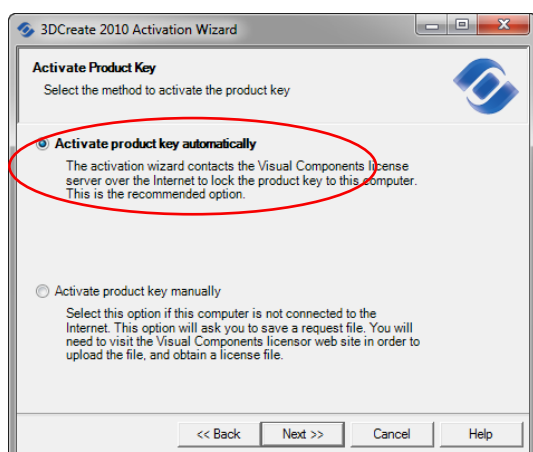 3DCreate 2010 Activation Wizard
Activate Product Key
Select the method to activate the product key
Activate product key automatically
The activation wizard contacts the Visual Components license
server over the Internet to lock the product key to this computer.
This is the recommended option.
Activate product key manually
Select this option if this computer is not connected to the
Internet. This option will ask you to save a request file. You will
need to visit the Visual Components licensor web site in order to
upload the file, and obtain a license file.
<< Back Next >> Cancel Help